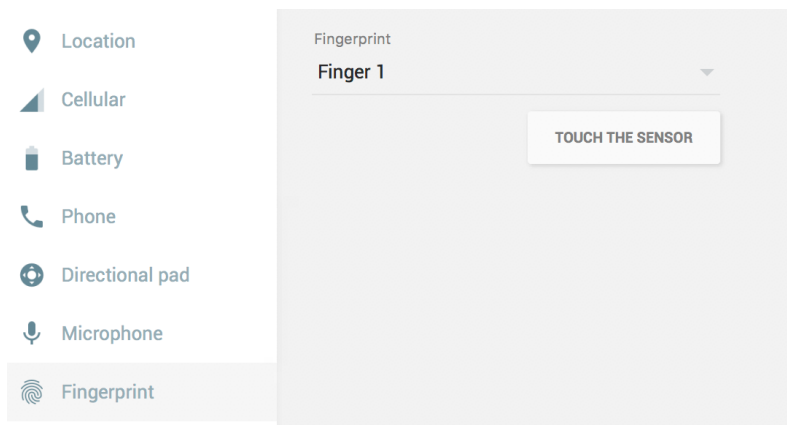 Location
Cellular
Battery
Phone
Directional pad
Microphone
Fingerprint
Fingerprint
Finger 1
TOUCH THE SENSOR